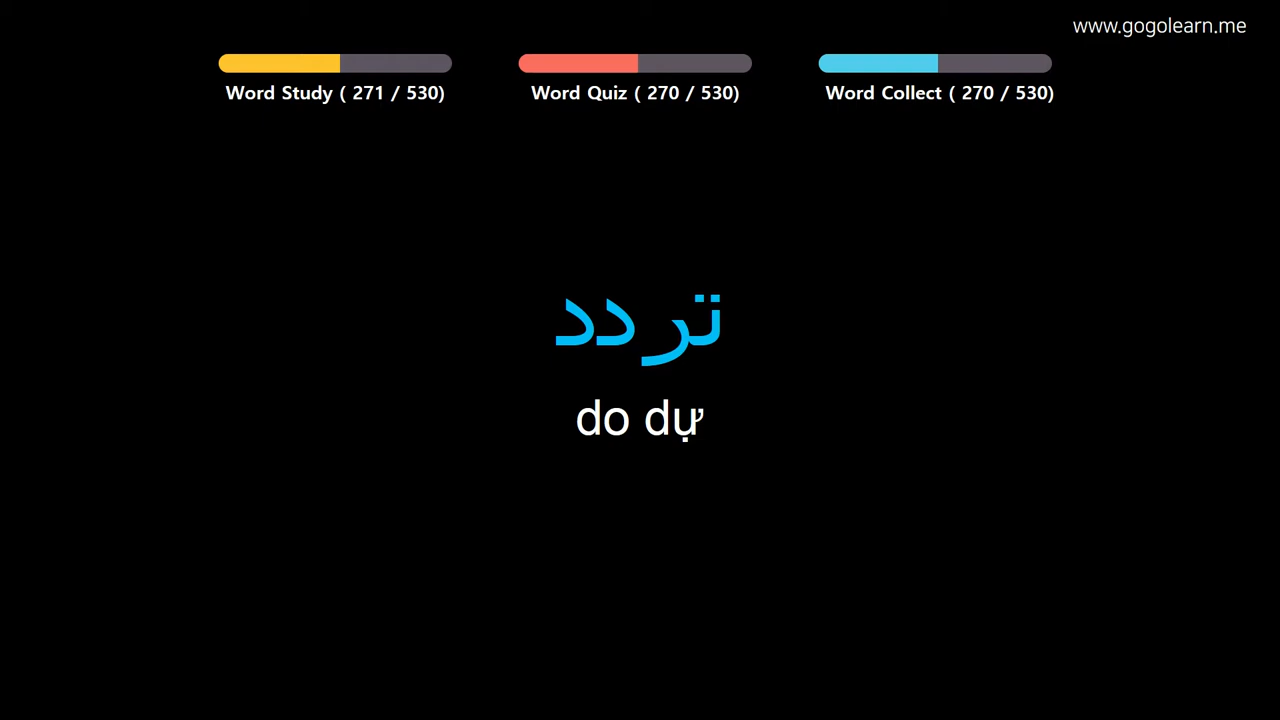 www.gogolearn.me
Word Study ( 271 / 530)
Word Quiz ( 270 / 530)
Word Collect ( 270 / 530)
تردد
do dự